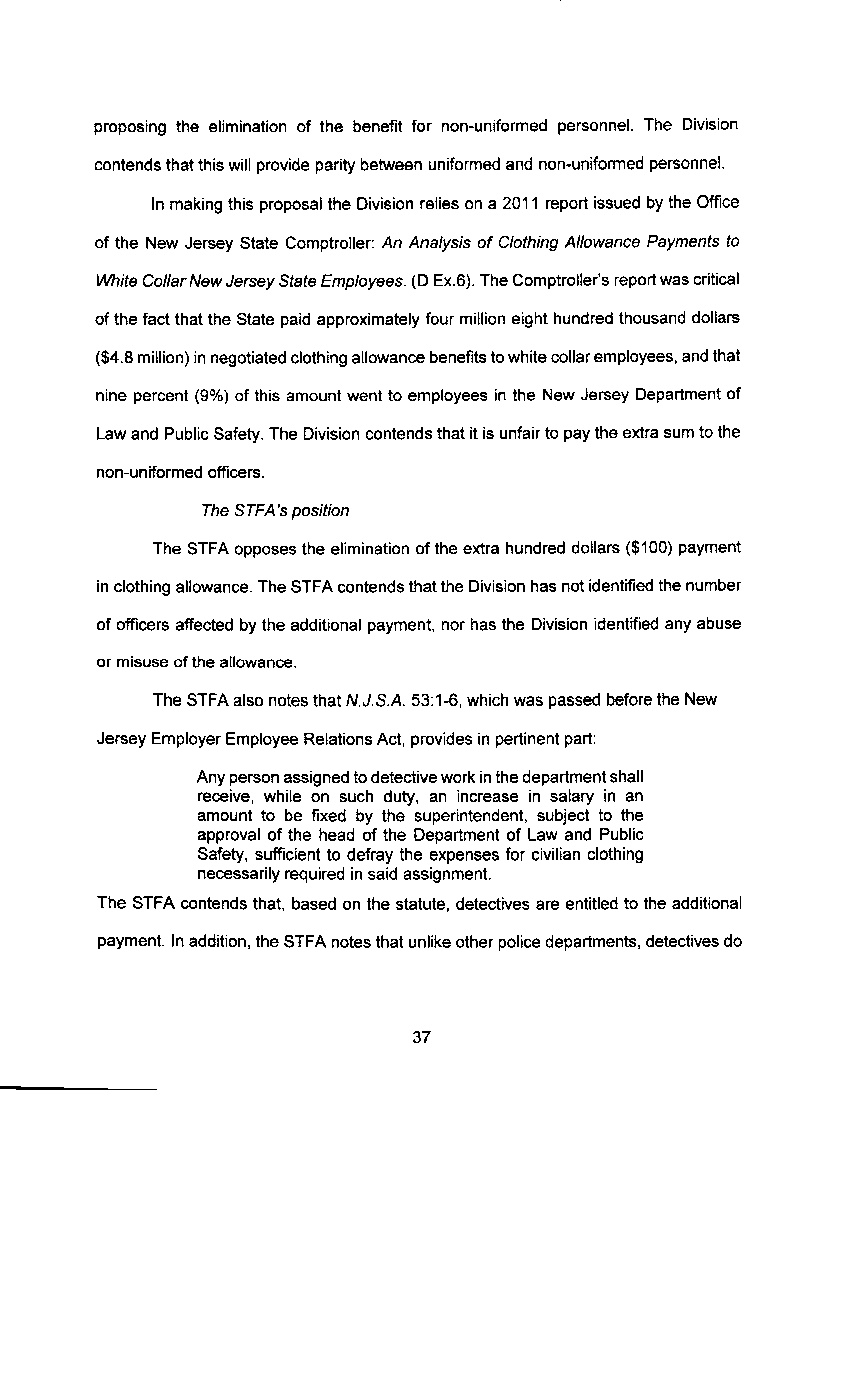 proposing the elimination of the benefit for non-uniformed personnel. The Division
contends that this will provide parity between uniformed and non-uniformed personnel.
In making this proposal the Division relies on a 2011 report issued by the Office
of the New Jersey State Comptroller: An Analysis of Clothing Allowance Payments to
White Collar New Jersey State Employees. (D Ex.6). The Comptroller's report was critical
of the fact that the State paid approximately four million eight hundred thousand dollars
($4.8 million) in negotiated clothing allowance benefits to white collar employees, and that
nine percent (9%) of this amount went to employees in the New Jersey Department of
Law and Public Safety. The Division contends that it is unfair to pay the extra sum to the
non-uniformed officers.
The STFA's position
The STFA opposes the elimination of the extra hundred dollars ($100) payment
in clothing allowance. The STFA contends that the Division has not identified the number
of officers affected by the additional payment, nor has the Division identified any abuse
or misuse of the allowance.
The STFA also notes that N.J.S.A. 53:1-6, which was passed before the New
Jersey Employer Employee Relations Act, provides in pertinent part:
Any person assigned to detective work in the department shall
receive, while on such duty, an increase in salary in an
amount to be fixed by the superintendent, subject to the
approval of the head of the Department of Law and Public
Safety, sufficient to defray the expenses for civilian clothing
necessarily required in said assignment.
The STFA contends that, based on the statute, detectives are entitled to the additional
payment. In addition, the STFA notes that unlike other police departments, detectives do
37